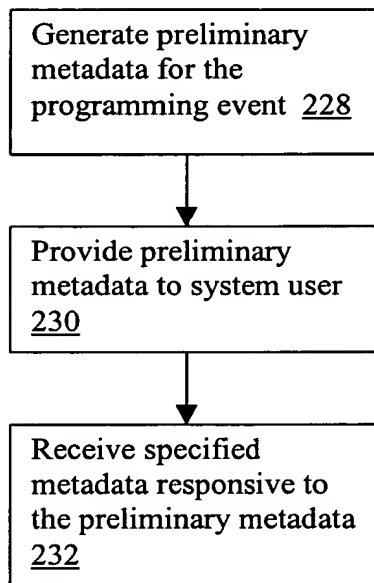 Generate preliminary
metadata for the
programming event 228
Provide preliminary
metadata to system user
230
Receive specified
metadata responsive to
the preliminary metadata
232